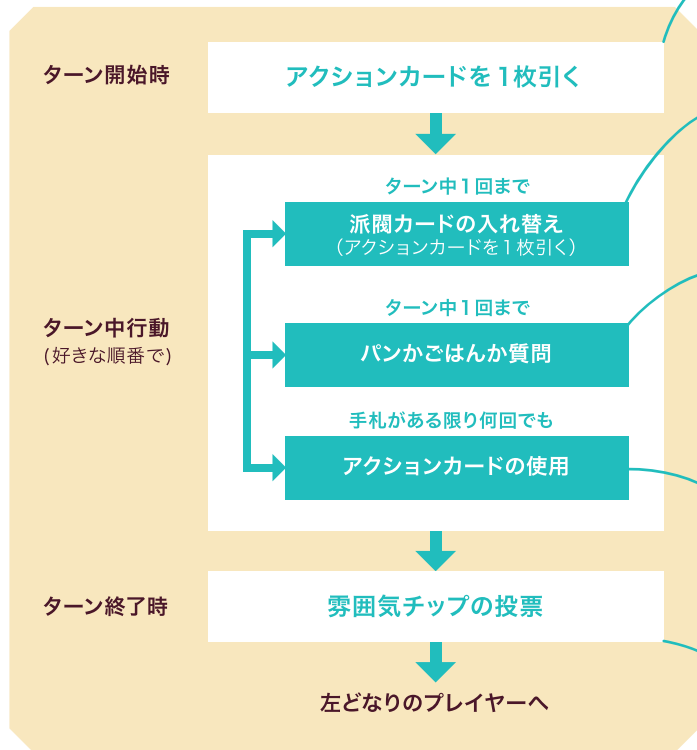 ターン開始時
アクションカードを1枚引く
ターン中1回まで
派閥カードの入れ替え
（アクションカードを1枚引く）
ターン中行動
(好きな順番で)
ターン中1回まで
パンかごはんか質問
手札がある限り何回でも
アクションカードの使用
ターン終了時
雰囲気チップの投票
左どなりのプレイヤーへ